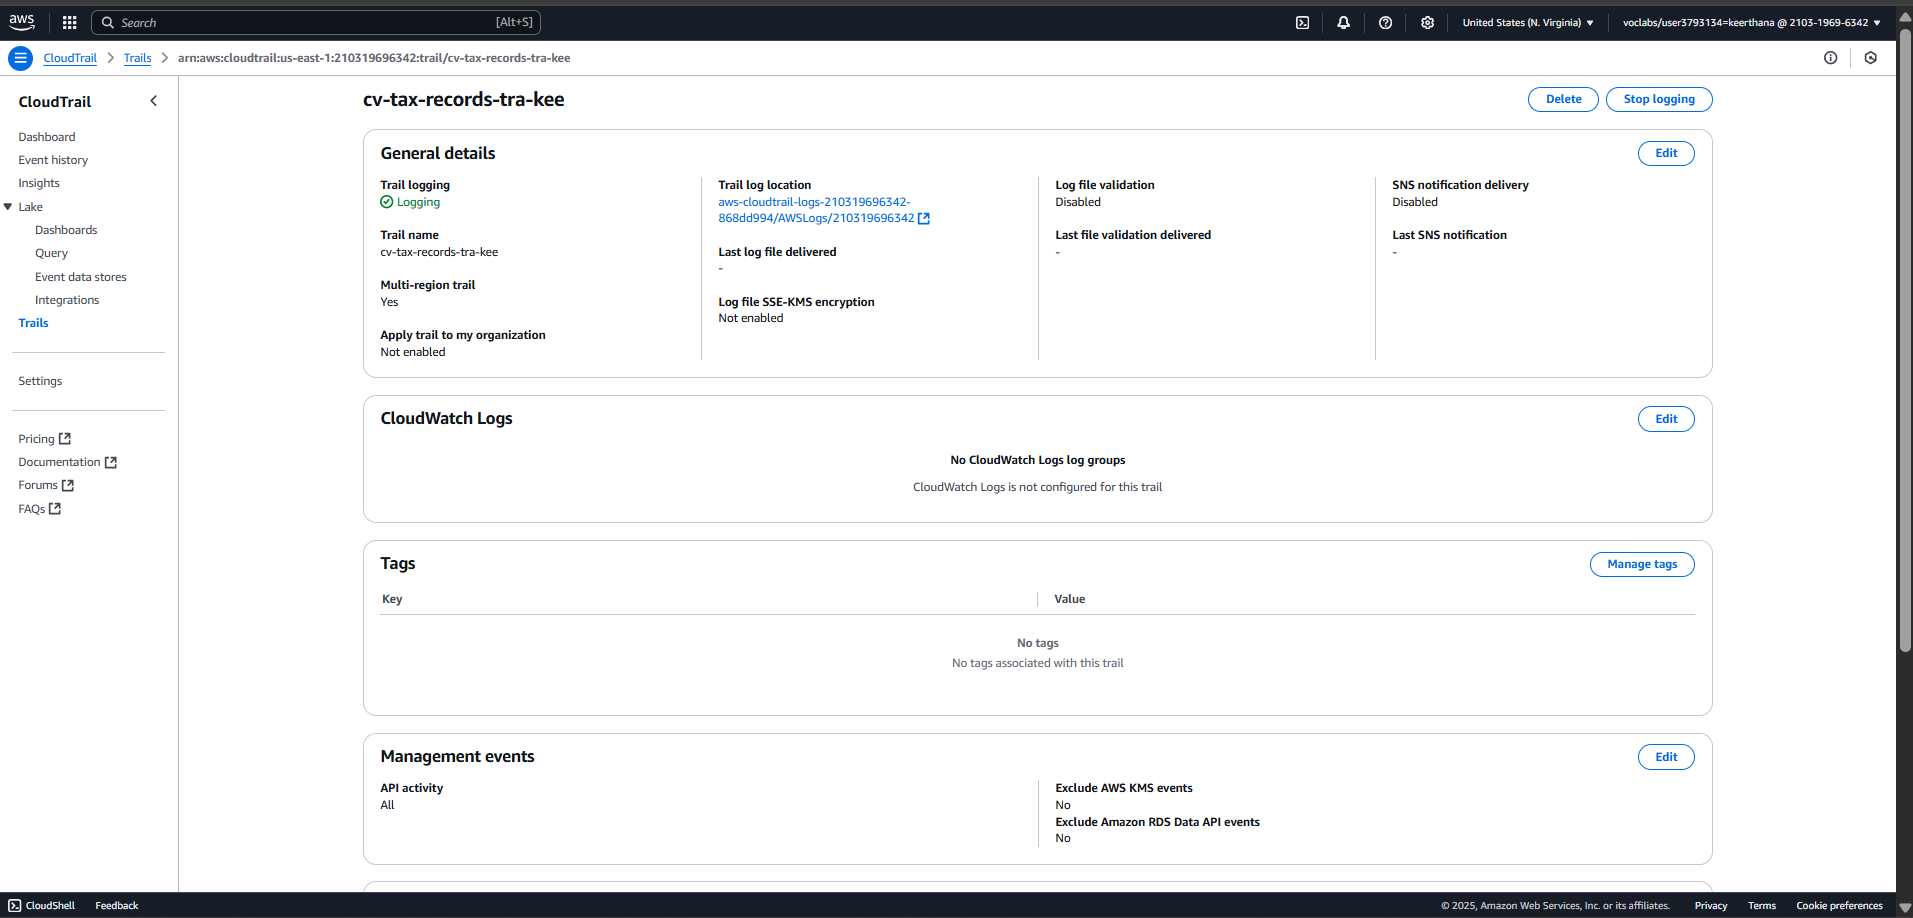 aws
Search
[Alt+S]
United States (N. Virginia)
voclabs/user3793134=keerthana @ 2103-1969-6342
CloudTrail
Trails
arn:aws:cloudtrail:us-east-1:210319696342:trail/cv-tax-records-tra-kee
CloudTrail
Dashboard
Event history
Insights
Lake
Dashboards
Query
Event data stores
Integrations
Trails
Settings
Pricing
Documentation
Forums
FAQs
cv-tax-records-tra-kee
Delete
Stop logging
General details
Edit
Trail logging
Logging
Trail name
cv-tax-records-tra-kee
Multi-region trail
Yes
Apply trail to my organization
Not enabled
Trail log location
aws-cloudtrail-logs-210319696342-
868dd994/AWSLogs/210319696342
Last log file delivered
-
Log file SSE-KMS encryption
Not enabled
Log file validation
Disabled
Last file validation delivered
-
SNS notification delivery
Disabled
Last SNS notification
-
CloudWatch Logs
Edit
No CloudWatch Logs log groups
CloudWatch Logs is not configured for this trail
Tags
Manage tags
Key
Value
No tags
No tags associated with this trail
Management events
Edit
API activity
All
Exclude AWS KMS events
No
Exclude Amazon RDS Data API events
No
CloudShell
Feedback
© 2025, Amazon Web Services, Inc. or its affiliates.
Privacy
Terms
Cookie preferences